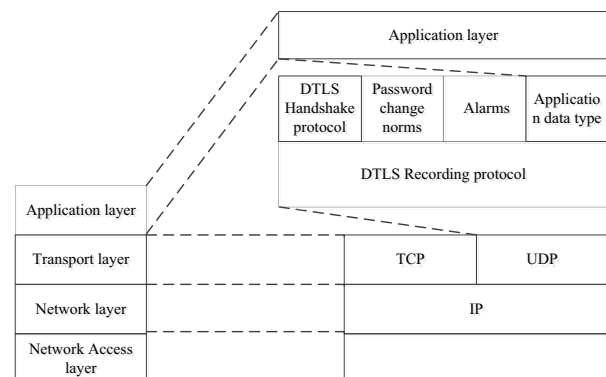 Application layer
DTLS
Handshake
protocol
Password
change
norms
Alarms
Applicatio
n data type
DTLS Recording protocol
Application layer
Transport layer
TCP
UDP
Network layer
IP
Network Access
layer